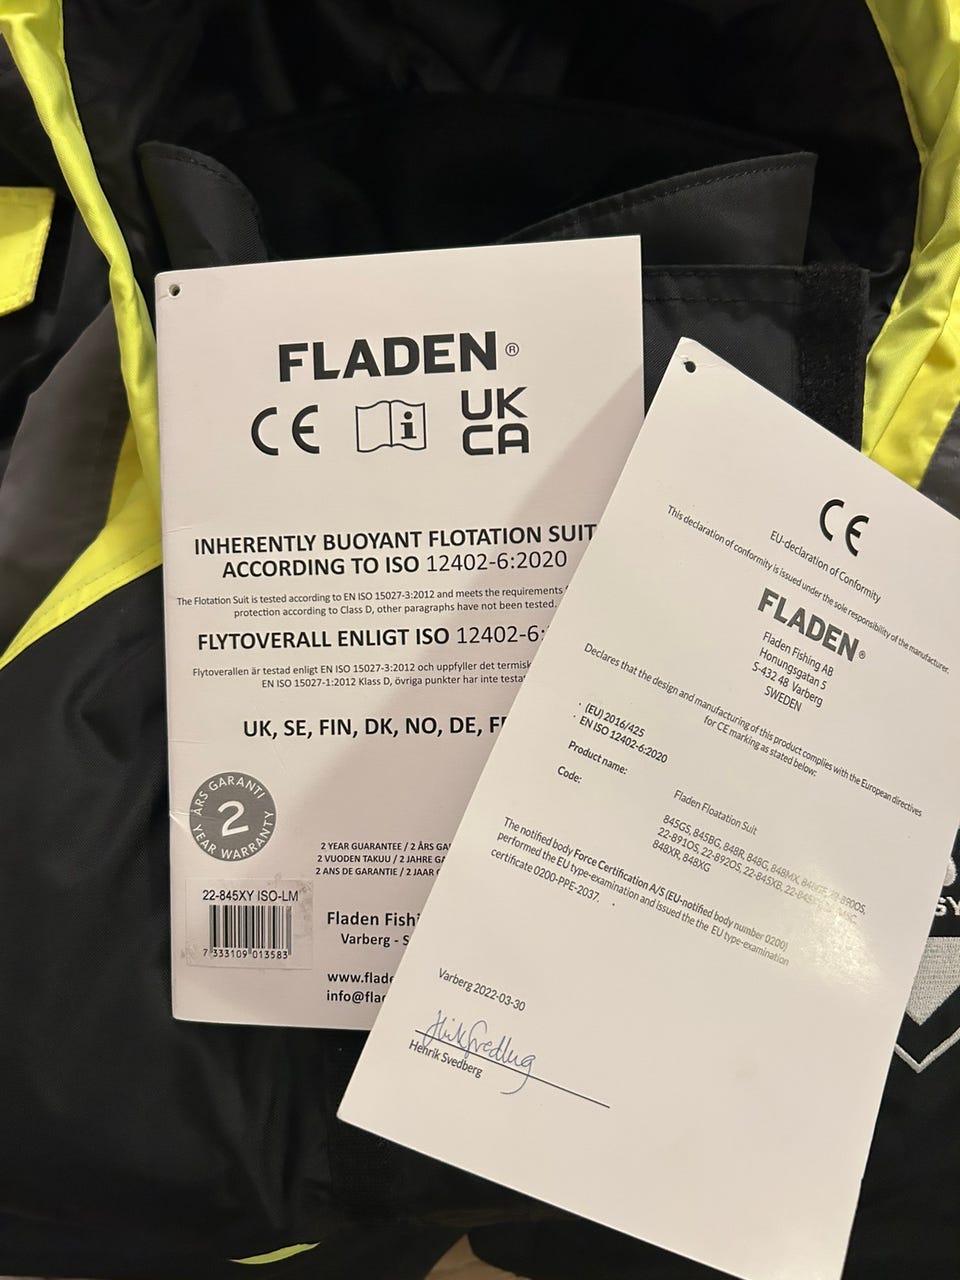 FLADEN®
CE
UK
CA
INHERENTLY BUOYANT FLOTATION SUIT
ACCORDING TO ISO 12402-6:2020
The Flotation Suit is tested according to EN ISO 15027-3:2012 and meets the requirements
protection according to Class D, other paragraphs have not been tested.
FLYTOVERALL ENLIGT ISO 12402-6:
Flytoverallen är testad enligt EN ISO 15027-3:2012 och uppfyller det
EN ISO 15027-1:2012 Klass D, övriga punkter har inte
UK, SE, FIN, DK, NO, DE,
ÅRS GARANTI
2
YEAR WARRANTY
2 YEAR GUARANTEE / 2 ÅRS
2 VUODEN TAKUU / 2 JAHRE
2 ANS DE GARANTIE / 2 JAAR
22-845XY ISO-LM
7 333109 013583
Fladen
Varberg -
CE
EU-declaration of Conformity
This declaration of conformity is issued under the sole responsibility of the manufacturer.
FLADEN®
Fladen Fishing AB
Honungsgatan 5
S-432 48 Varberg
SWEDEN
Declares that the design and manufacturing of this product complies with the European directives
for CE marking as stated below:
· (EU) 2016/425
· EN ISO 12402-6:2020
Product name:
Fladen Floatation Suit
Code:
845GS, 845BG, 848R, 848G, 848MX,
22-891OS, 22-892OS, 22-845XB,
848XR, 848XG
The notified body Force Certification A/S (EU-notified body number 0200)
performed the EU type-examination and issued the the EU type-examination
certificate 0200-PPE-2037.
Varberg 2022-03-30
Henrik Svedberg